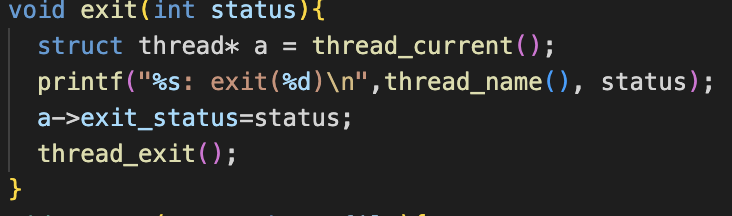 void exit(int status){
struct thread* a = thread_current();
printf("%s: exit(%d)\n",thread_name(), status);
a->exit_status=status;
thread_exit();
}